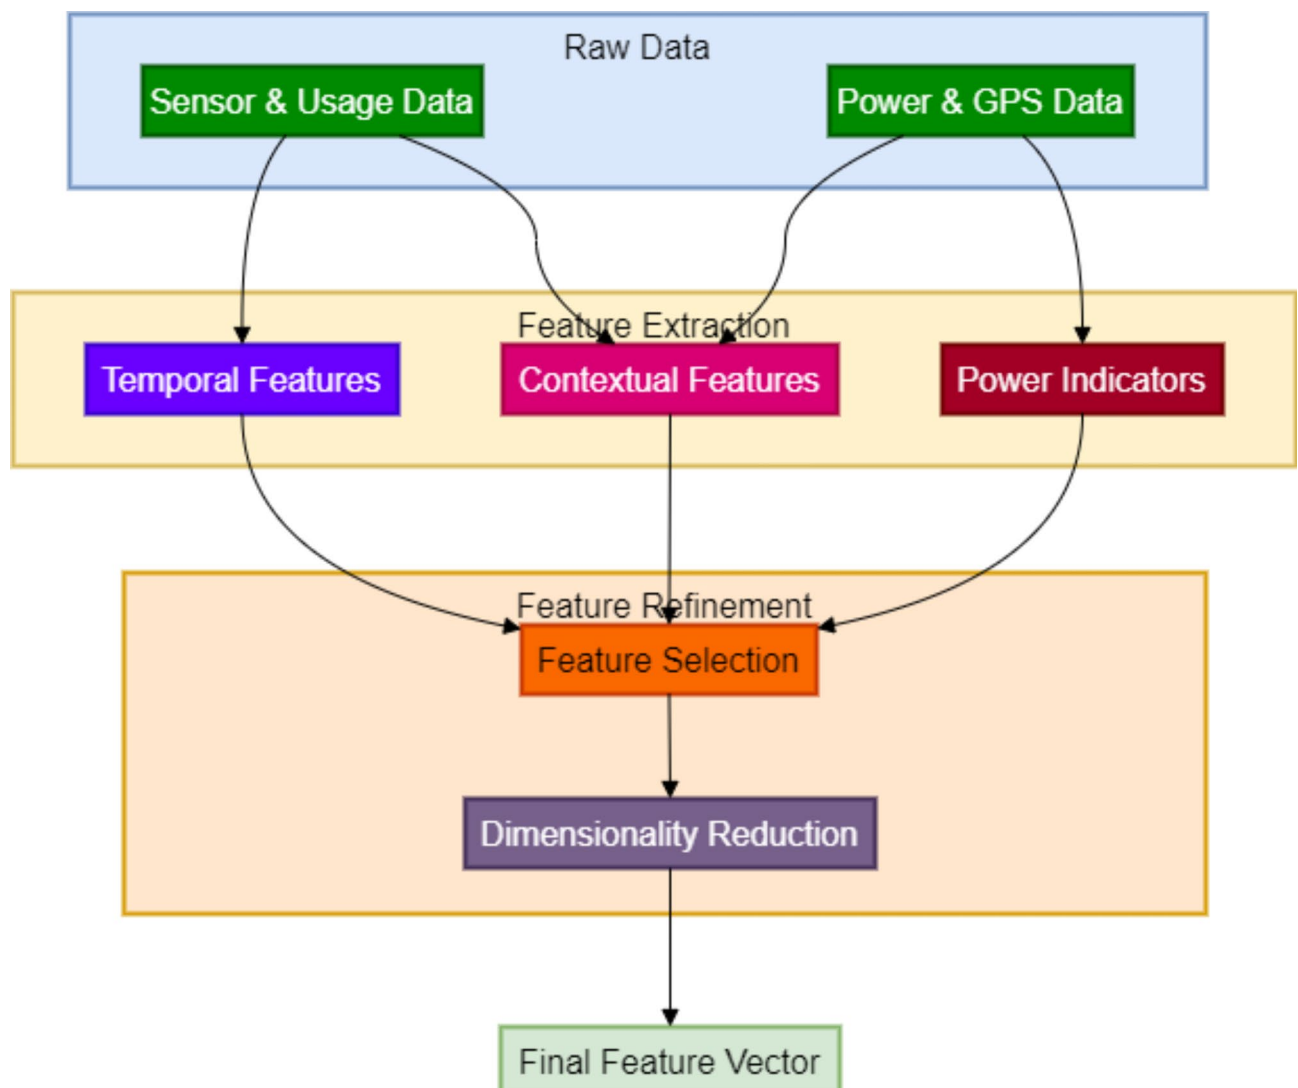 Raw Data
Sensor & Usage Data
Power & GPS Data
Feature Extraction
Temporal Features
Contextual Features
Power Indicators
Feature Refinement
Feature Selection
Dimensionality Reduction
Final Feature Vector